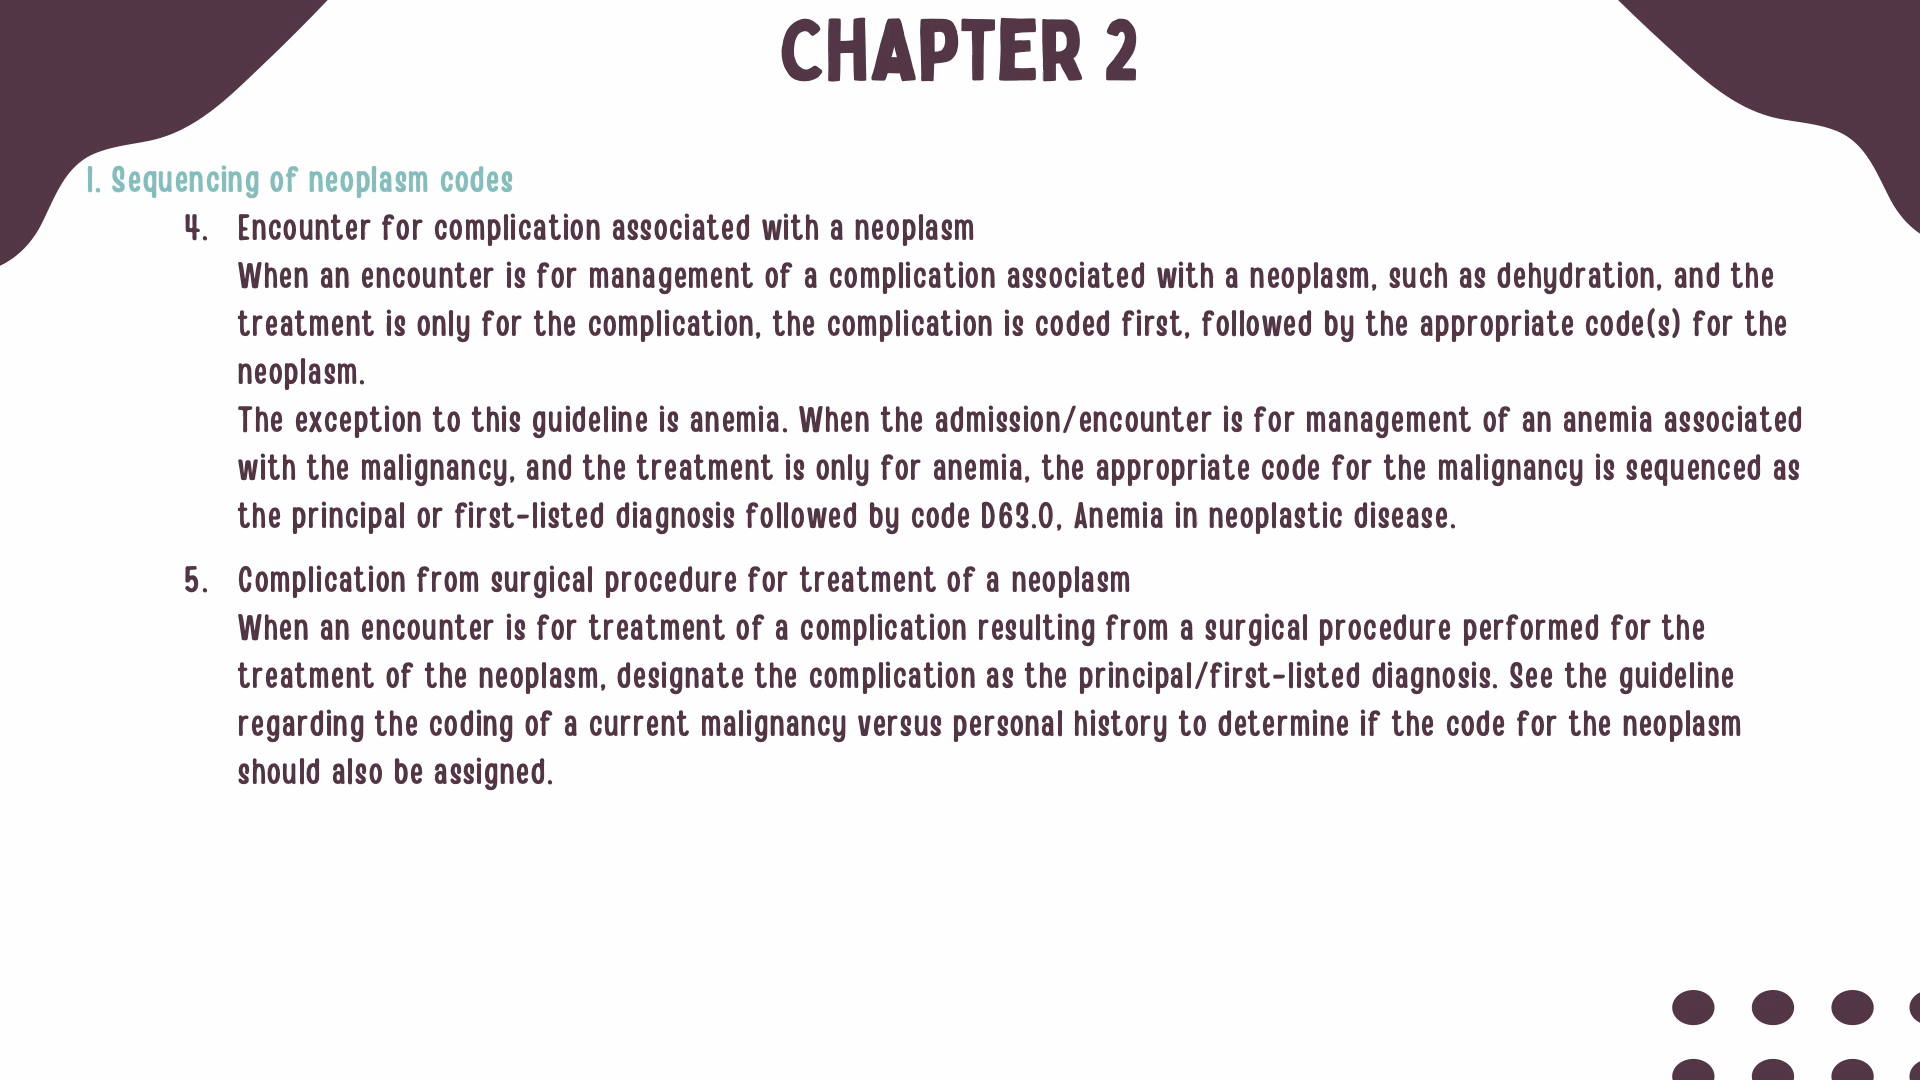 CHAPTER 2
l. Sequencing of neoplasm codes
4. Encounter for complication associated with a neoplasm
When an encounter is for management of a complication associated with a neoplasm, such as dehydration, and the
treatment is only for the complication, the complication is coded first, followed by the appropriate code(s) for the
neoplasm.
The exception to this guideline is anemia. When the admission/encounter is for management of an anemia associated
with the malignancy, and the treatment is only for anemia, the appropriate code for the malignancy is sequenced as
the principal or first-listed diagnosis followed by code D63.0, Anemia in neoplastic disease.
5. Complication from surgical procedure for treatment of a neoplasm
When an encounter is for treatment of a complication resulting from a surgical procedure performed for the
treatment of the neoplasm, designate the complication as the principal/first-listed diagnosis. See the guideline
regarding the coding of a current malignancy versus personal history to determine if the code for the neoplasm
should also be assigned.